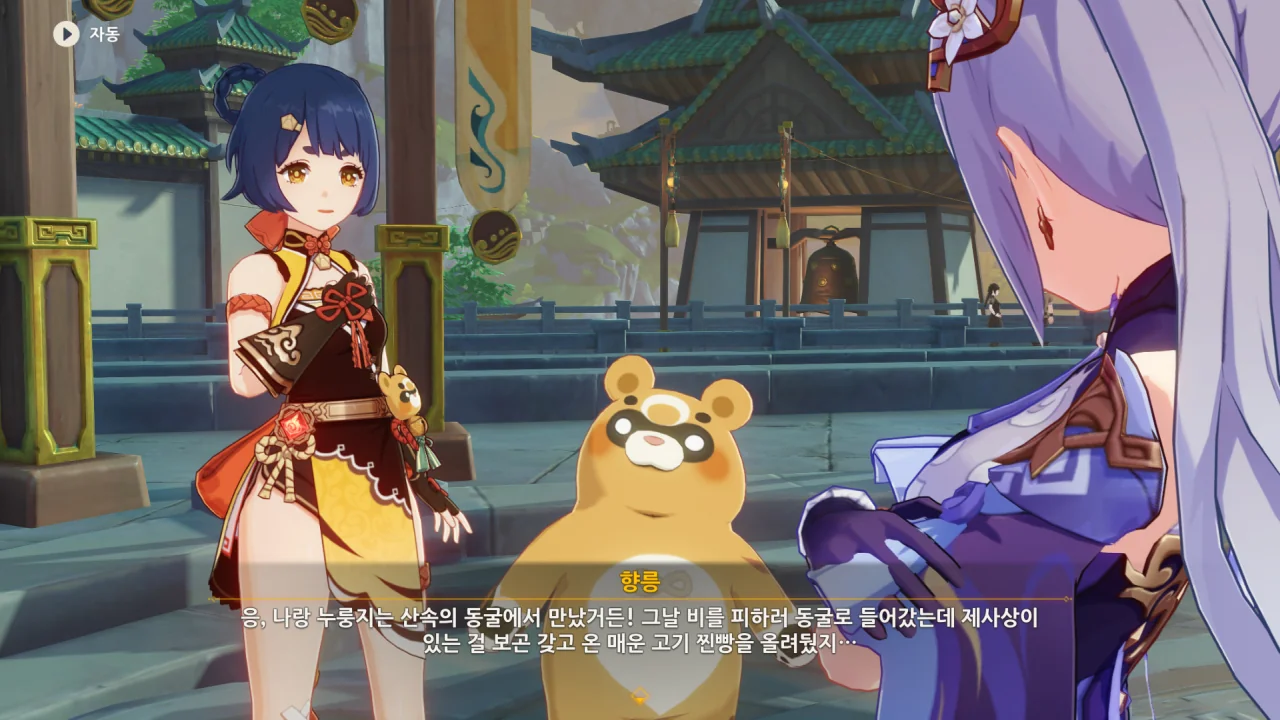 자동
향릉
응, 나랑 누룽지는 산속의 동굴에서 만났거든! 그날 비를 피하러 동굴로 들어갔는데 제사상이
있는 걸 보곤 갖고 온 매운 고기 찐빵을 올려뒀지…